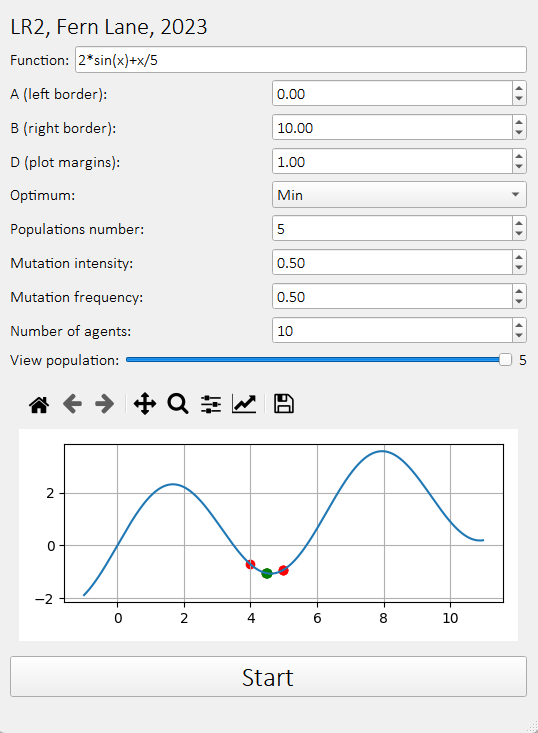 LR2, Fern Lane, 2023
Function: 2*sin(x)+x/5
A (left border): 0.00
B (right border): 10.00
D (plot margins): 1.00
Optimum: Min
Populations number: 5
Mutation intensity: 0.50
Mutation frequency: 0.50
Number of agents: 10
View population: 5
2
0
−2
0 2 4 6 8 10
Start